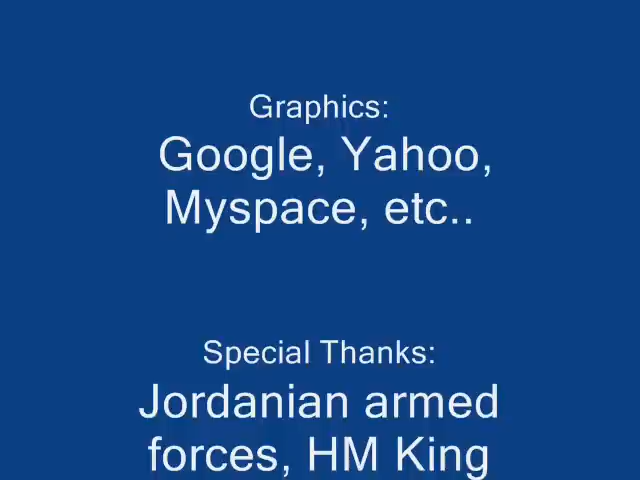 Graphics:
Google, Yahoo,
Myspace, etc..
Special Thanks:
Jordanian armed
forces, HM King